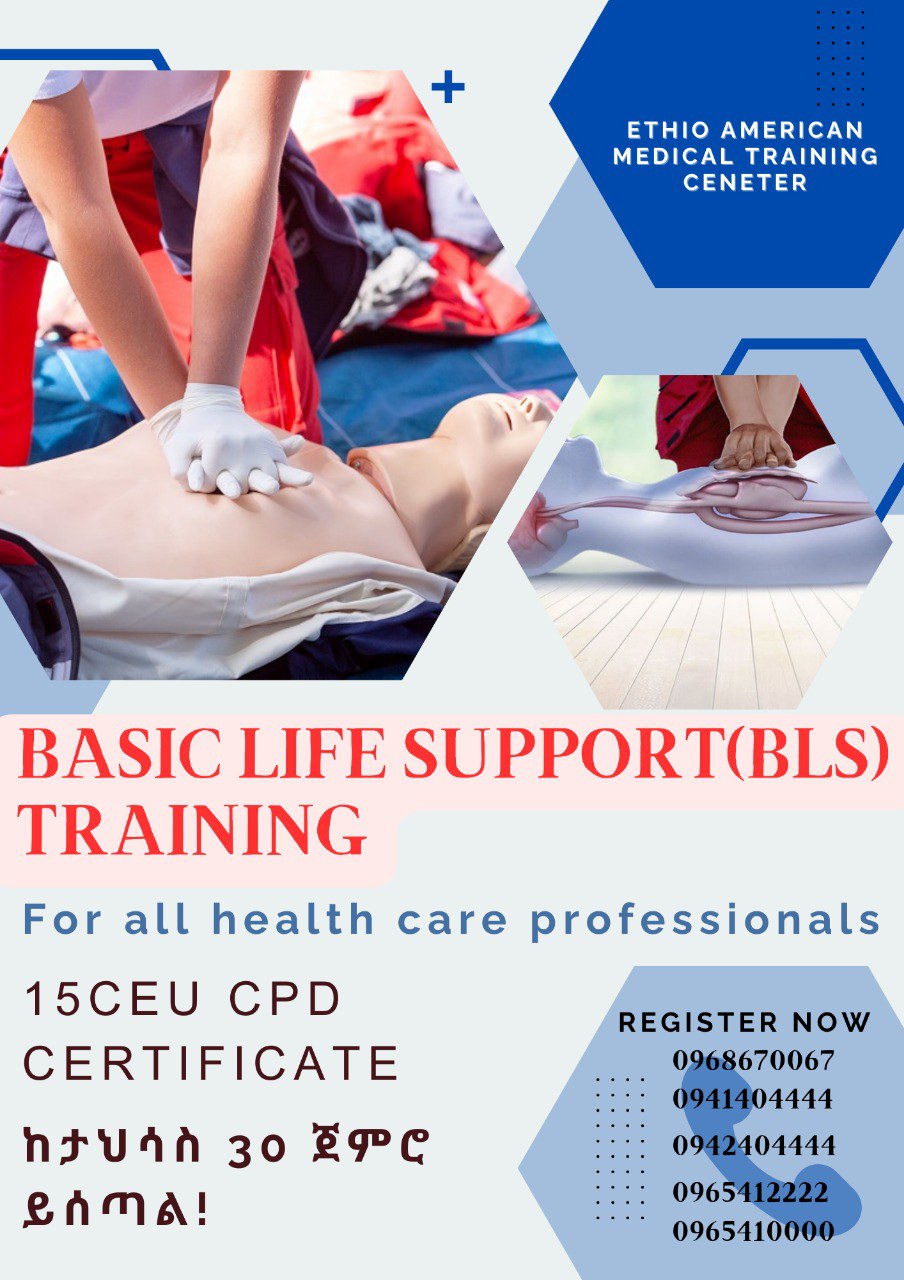 ETHIO AMERICAN
MEDICAL TRAINING
CENETER
BASIC LIFE SUPPORT(BLS)
TRAINING
For all health care professionals
15CEU CPD
CERTIFICATE
ከታህሳስ 30 ጀምሮ
ይሰጣል!
REGISTER NOW
0968670067
0941404444
0942404444
0965412222
0965410000